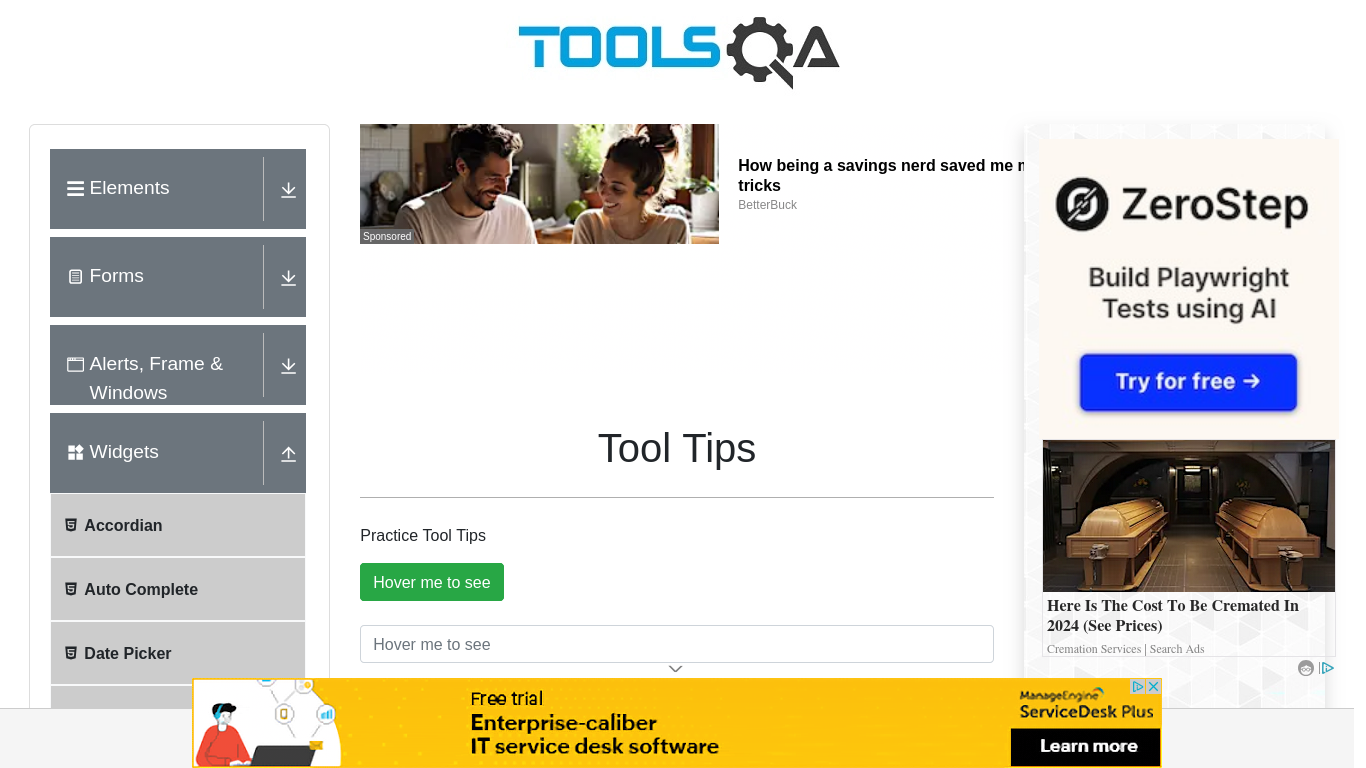 TOOLSQA
Elements
Forms
Alerts, Frame &
Windows
Widgets
Accordian
Auto Complete
Date Picker
Sponsored
How being a savings nerd saved me
tricks
BetterBuck
Tool Tips
Practice Tool Tips
Hover me to see
Hover me to see
ZeroStep
Build Playwright
Tests using AI
Try for free →
Here Is The Cost To Be Cremated In
2024 (See Prices)
Cremation Services | Search Ads
Free trial
Enterprise-caliber
IT service desk software
ManageEngine
ServiceDesk Plus
Learn more